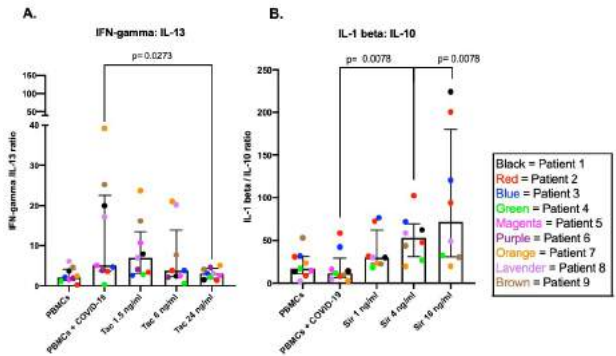 A.
IFN-gamma: IL-13
p= 0.0273
IFN-gamma /IL-13 ratio
150
100
50
40
20
10
0
PBMCs
PBMCs + COVID-19
Tac 1.5 ng/ml
Tac 6 ng/ml
Tac 24 ng/ml
B.
IL-1 beta: IL-10
p= 0.0078
p= 0.0078
IL-1 beta / IL-10 ratio
250
200
150
100
50
0
PBMCs
PBMCs + COVID-19
Sir 1 ng/ml
Sir 4 ng/ml
Sir 10 ng/ml
Black = Patient 1
Red = Patient 2
Blue = Patient 3
Green = Patient 4
Magenta = Patient 5
Purple = Patient 6
Orange = Patient 7
Lavender = Patient 8
Brown = Patient 9